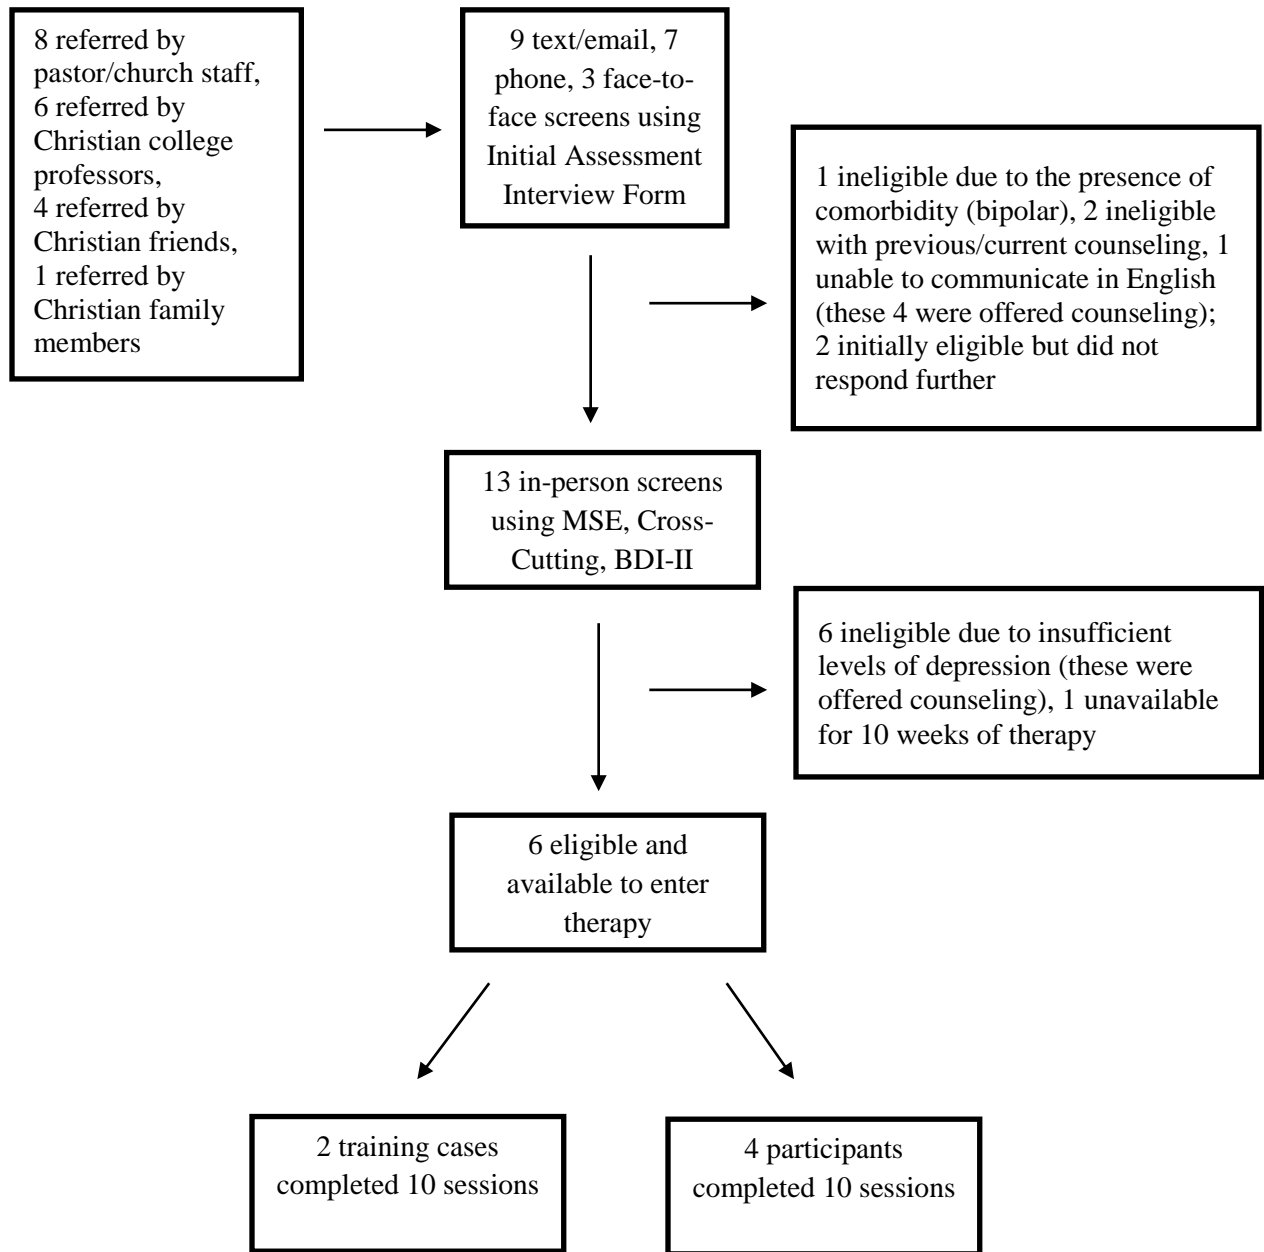 8 referred by
pastor/church staff,
6 referred by
Christian college
professors,
4 referred by
Christian friends,
1 referred by
Christian family
members
9 text/email, 7
phone, 3 face-to-
face screens using
Initial Assessment
Interview Form
1 ineligible due to the presence of
comorbidity (bipolar), 2 ineligible
with previous/current counseling, 1
unable to communicate in English
(these 4 were offered counseling);
2 initially eligible but did not
respond further
13 in-person screens
using MSE, Cross-
Cutting, BDI-II
6 ineligible due to insufficient
levels of depression (these were
offered counseling), 1 unavailable
for 10 weeks of therapy
6 eligible and
available to enter
therapy
2 training cases
completed 10 sessions
4 participants
completed 10 sessions